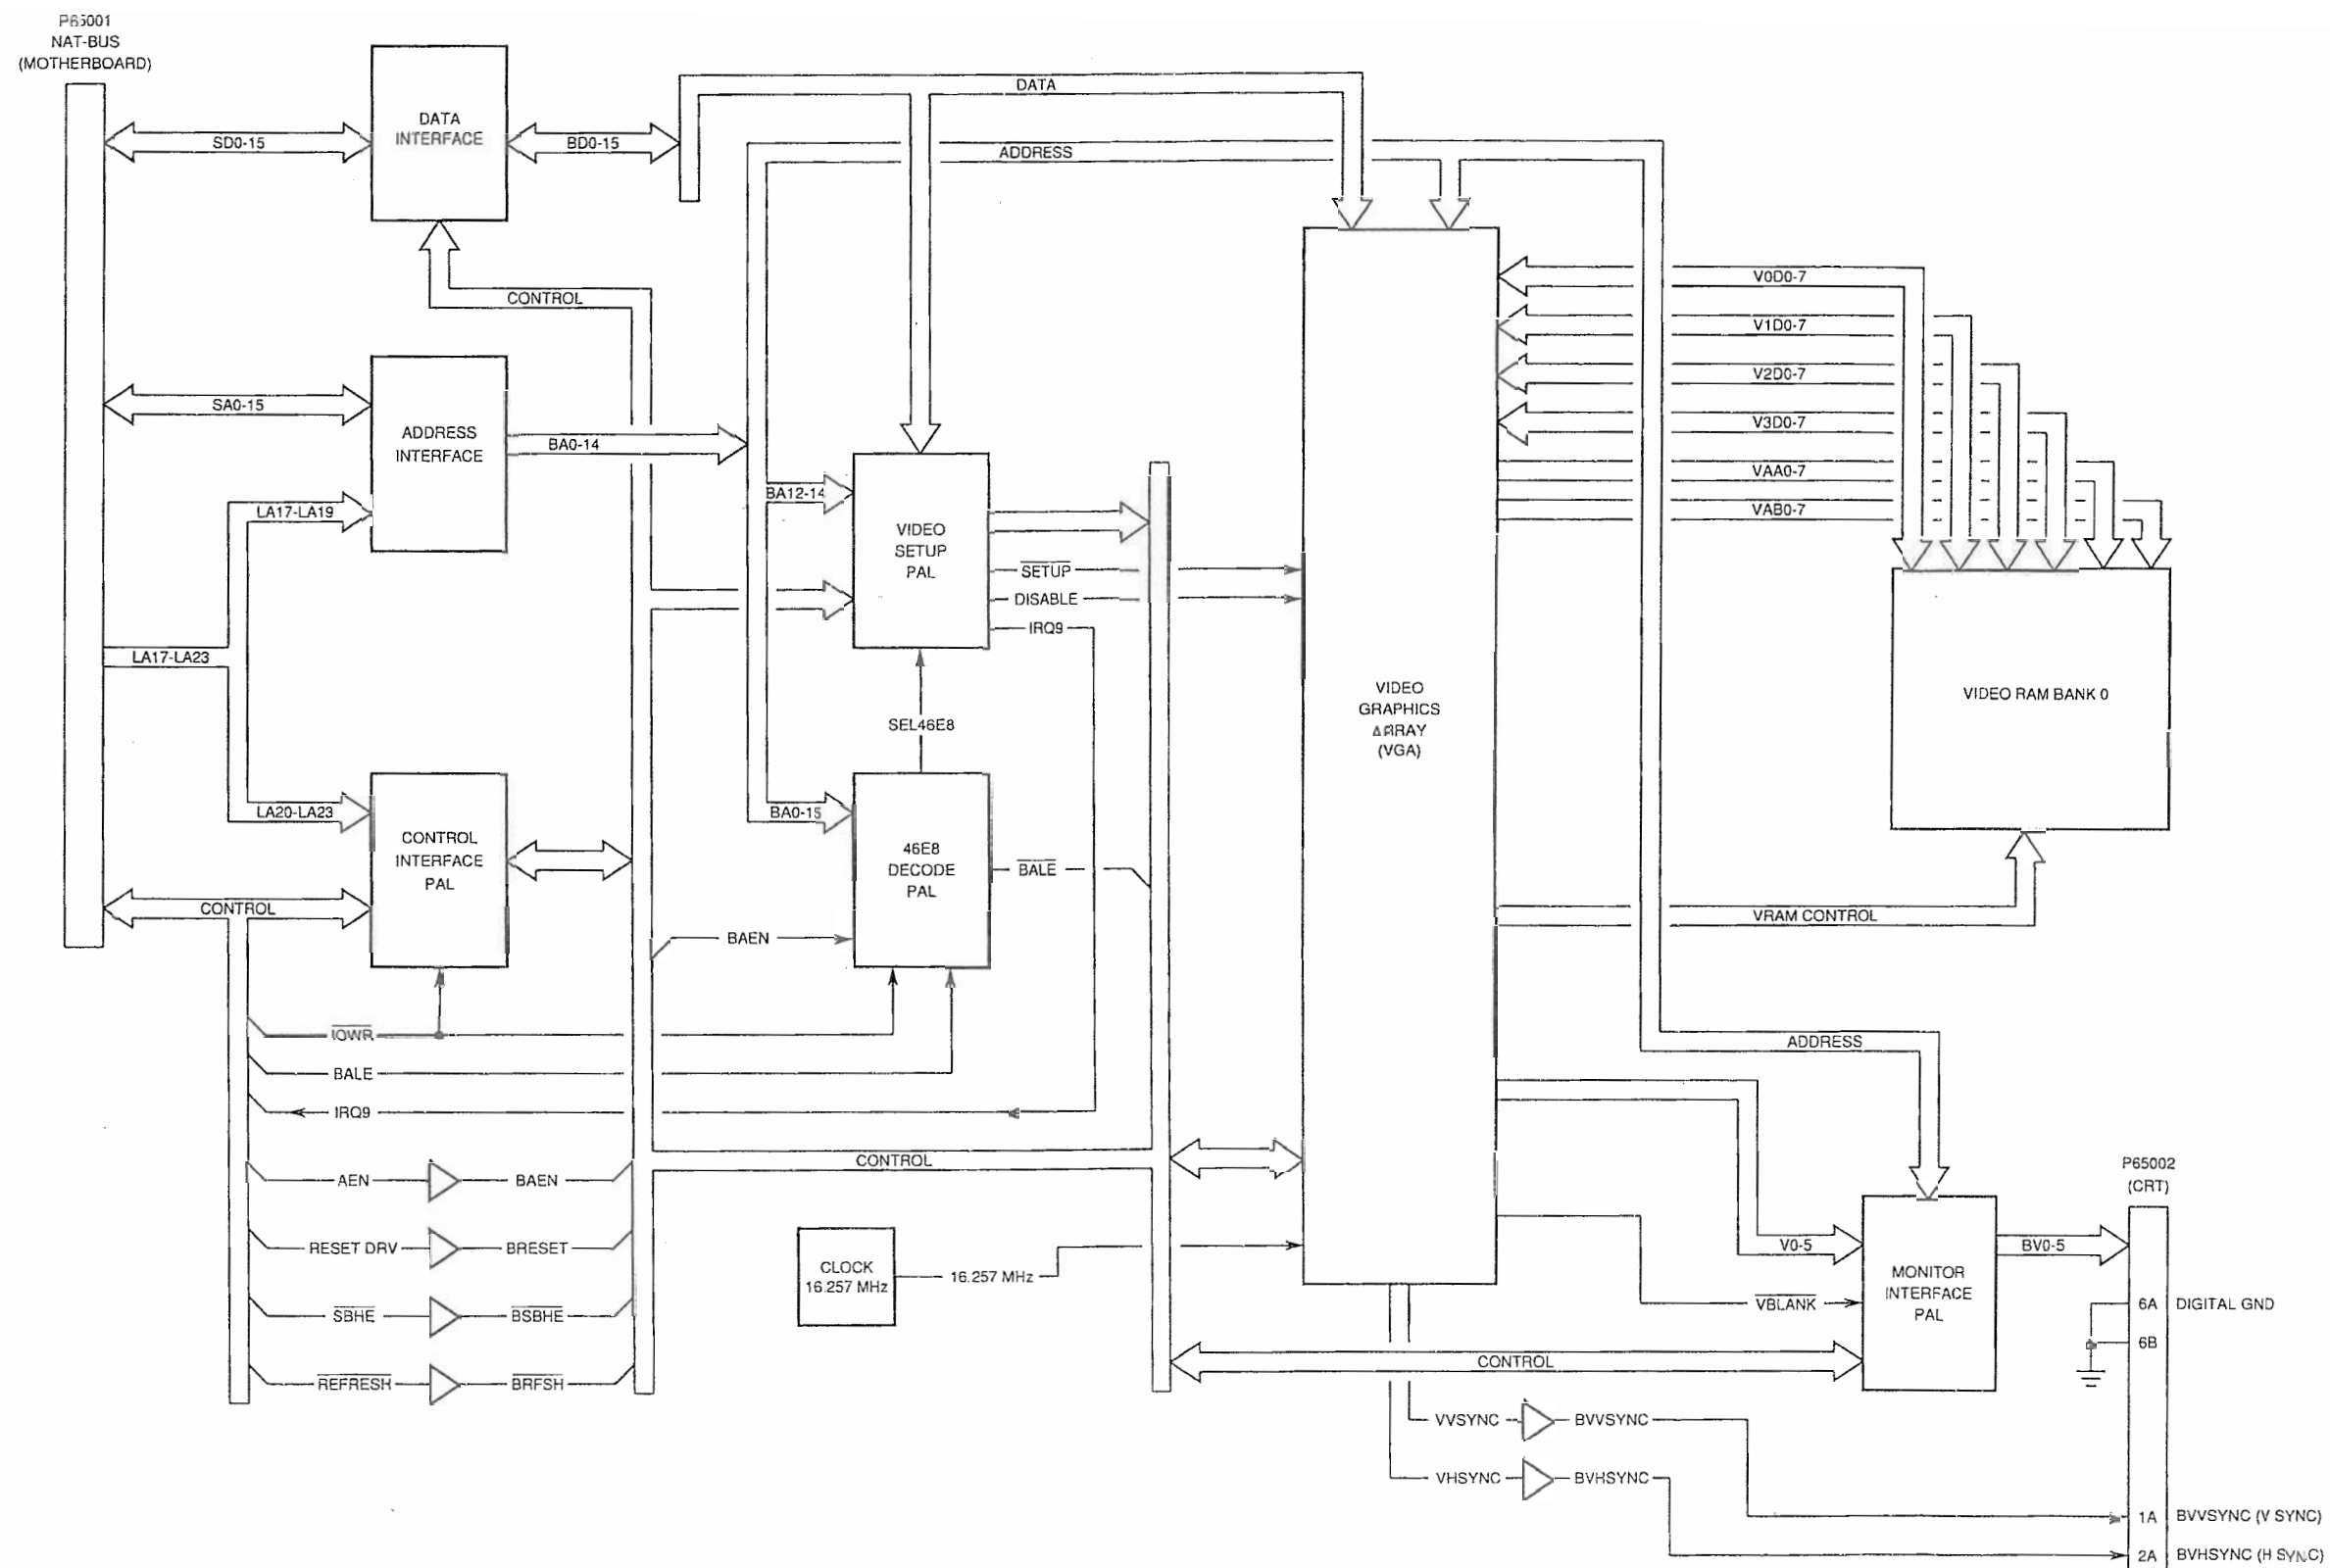 P65001
NAT-BUS
(MOTHERBOARD)
DATA
INTERFACE
SD0-15
BD0-15
DATA
ADDRESS
CONTROL
V0D0-7
V1D0-7
V2D0-7
V3D0-7
VAA0-7
VAB0-7
SA0-15
ADDRESS
INTERFACE
BA0-14
LA17-LA19
BA12-14
VIDEO
SETUP
PAL
SETUP
DISABLE
IRQ9
LA17-LA23
SEL46E8
VIDEO
GRAPHICS
ARRAY
(VGA)
VIDEO RAM BANK 0
LA20-LA23
BA0-15
CONTROL
INTERFACE
PAL
46E8
DECODE
PAL
BALE
CONTROL
BAEN
VRAM CONTROL
IOWR
BALE
IRQ9
ADDRESS
CONTROL
AEN
BAEN
RESET DRV
BRESET
SBHE
BSBHE
REFRESH
BRFSH
CLOCK
16.257 MHz
16.257 MHz
V0-5
VBLANK
MONITOR
INTERFACE
PAL
BV0-5
P65002
(CRT)
6A
DIGITAL GND
6B
CONTROL
VVSYNC
BVVSYNC
VHSYNC
BVHSYNC
1A
BVVSYNC (V SYNC)
2A
BVHSYNC (H SYNC)